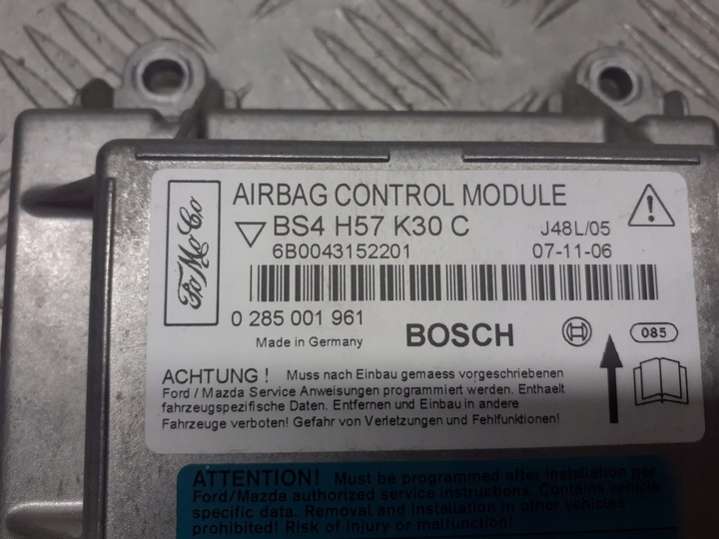 FoMoCo
AIRBAG CONTROL MODULE
BS4 H57 K30 C
J48L/05
6B0043152201
07-11-06
0 285 001 961
BOSCH
085
Made in Germany
ACHTUNG ! Muss nach Einbau gemaess vorgeschriebenen
Ford / Mazda Service Anweisungen programmiert werden. Enthaelt
fahrzeugspezifische Daten. Entfernen und Einbau in andere
Fahrzeuge verboten! Gefahr von Verletzungen und Fehlfunktionen!
ATTENTION! Must be programmed after installation per
Ford/Mazda authorized service instructions. Contains vehicle
specific data. Removal and installation in other vehicles
prohibited! Risk of injury or malfunction!